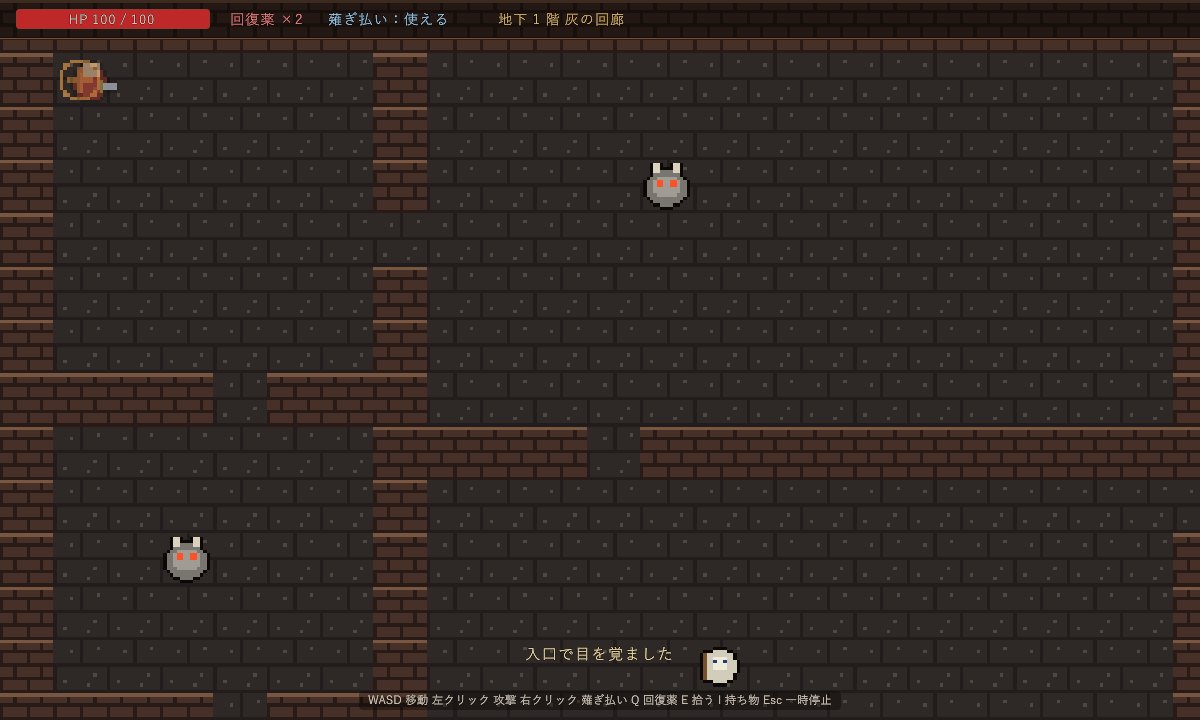 HP 100 / 100 回復薬 ×2 薙ぎ払い：使える 地下 1 階 灰の回廊
入口で目を覚ました
WASD 移動 左クリック 攻撃 右クリック 薙ぎ払い Q 回復薬 E 拾う I 持ち物 Esc 一時停止